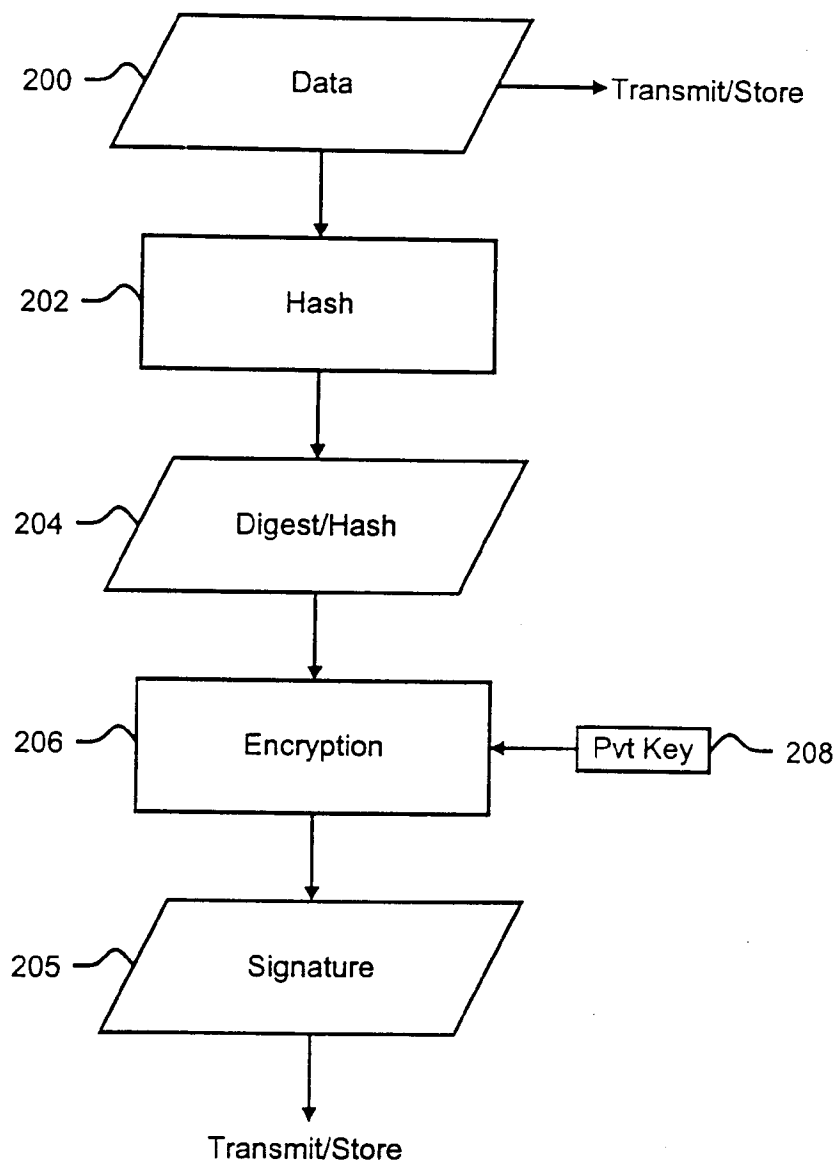 200
Data
Transmit/Store
202
Hash
204
Digest/Hash
206
Encryption
Pvt Key
208
205
Signature
Transmit/Store